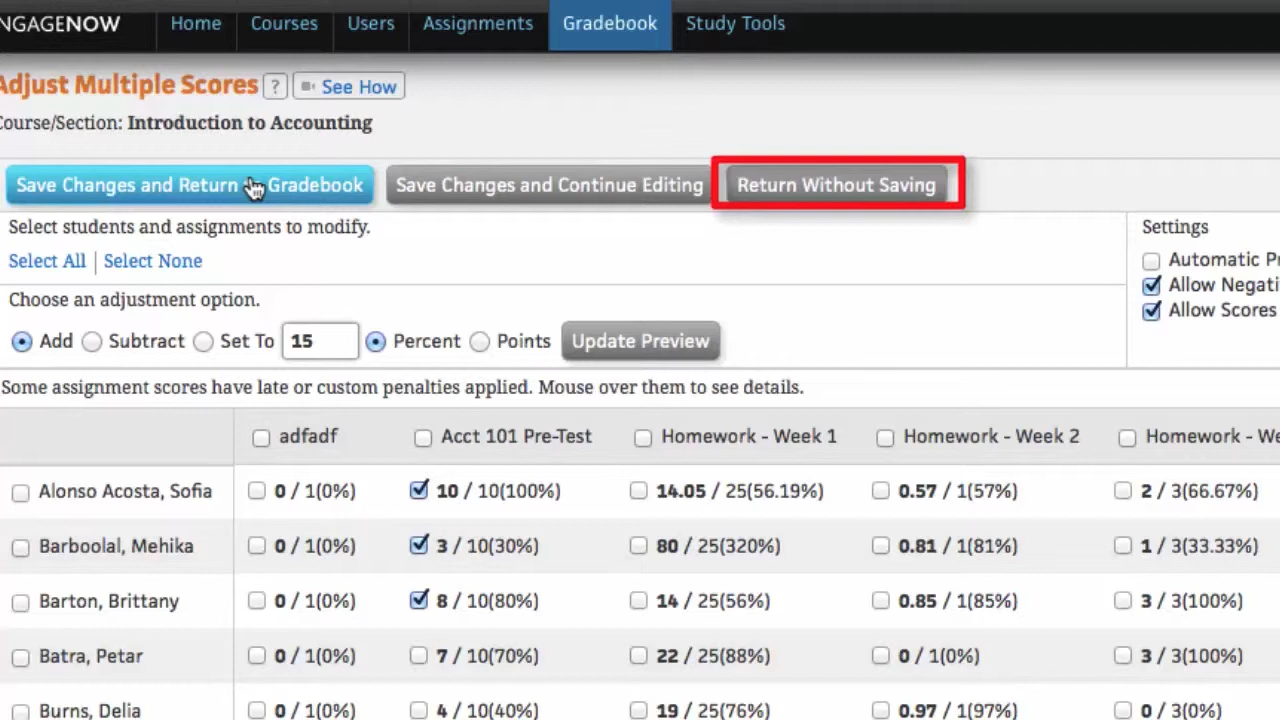 NGAGENOW Home Courses Users Assignments Gradebook Study Tools
Adjust Multiple Scores ? See How
Course/Section: Introduction to Accounting
Save Changes and Return Gradebook Save Changes and Continue Editing Return Without Saving
Select students and assignments to modify. Settings
Select All | Select None Automatic Pr
Allow Negati
Choose an adjustment option. Allow Scores
Add Subtract Set To 15 Percent Points Update Preview
Some assignment scores have late or custom penalties applied. Mouse over them to see details.
adfadf Acct 101 Pre-Test Homework - Week 1 Homework - Week 2 Homework - We
Alonso Acosta, Sofia 0 / 1(0%) 10 / 10(100%) 14.05 / 25(56.19%) 0.57 / 1(57%) 2 / 3(66.67%)
Barboolal, Mehika 0 / 1(0%) 3 / 10(30%) 80 / 25(320%) 0.81 / 1(81%) 1 / 3(33.33%)
Barton, Brittany 0 / 1(0%) 8 / 10(80%) 14 / 25(56%) 0.85 / 1(85%) 3 / 3(100%)
Batra, Petar 0 / 1(0%) 7 / 10(70%) 22 / 25(88%) 0 / 1(0%) 3 / 3(100%)
Burns, Delia 0 / 1(0%) 4 / 10(40%) 19 / 25(76%) 0.97 / 1(97%) 0 / 3(0%)